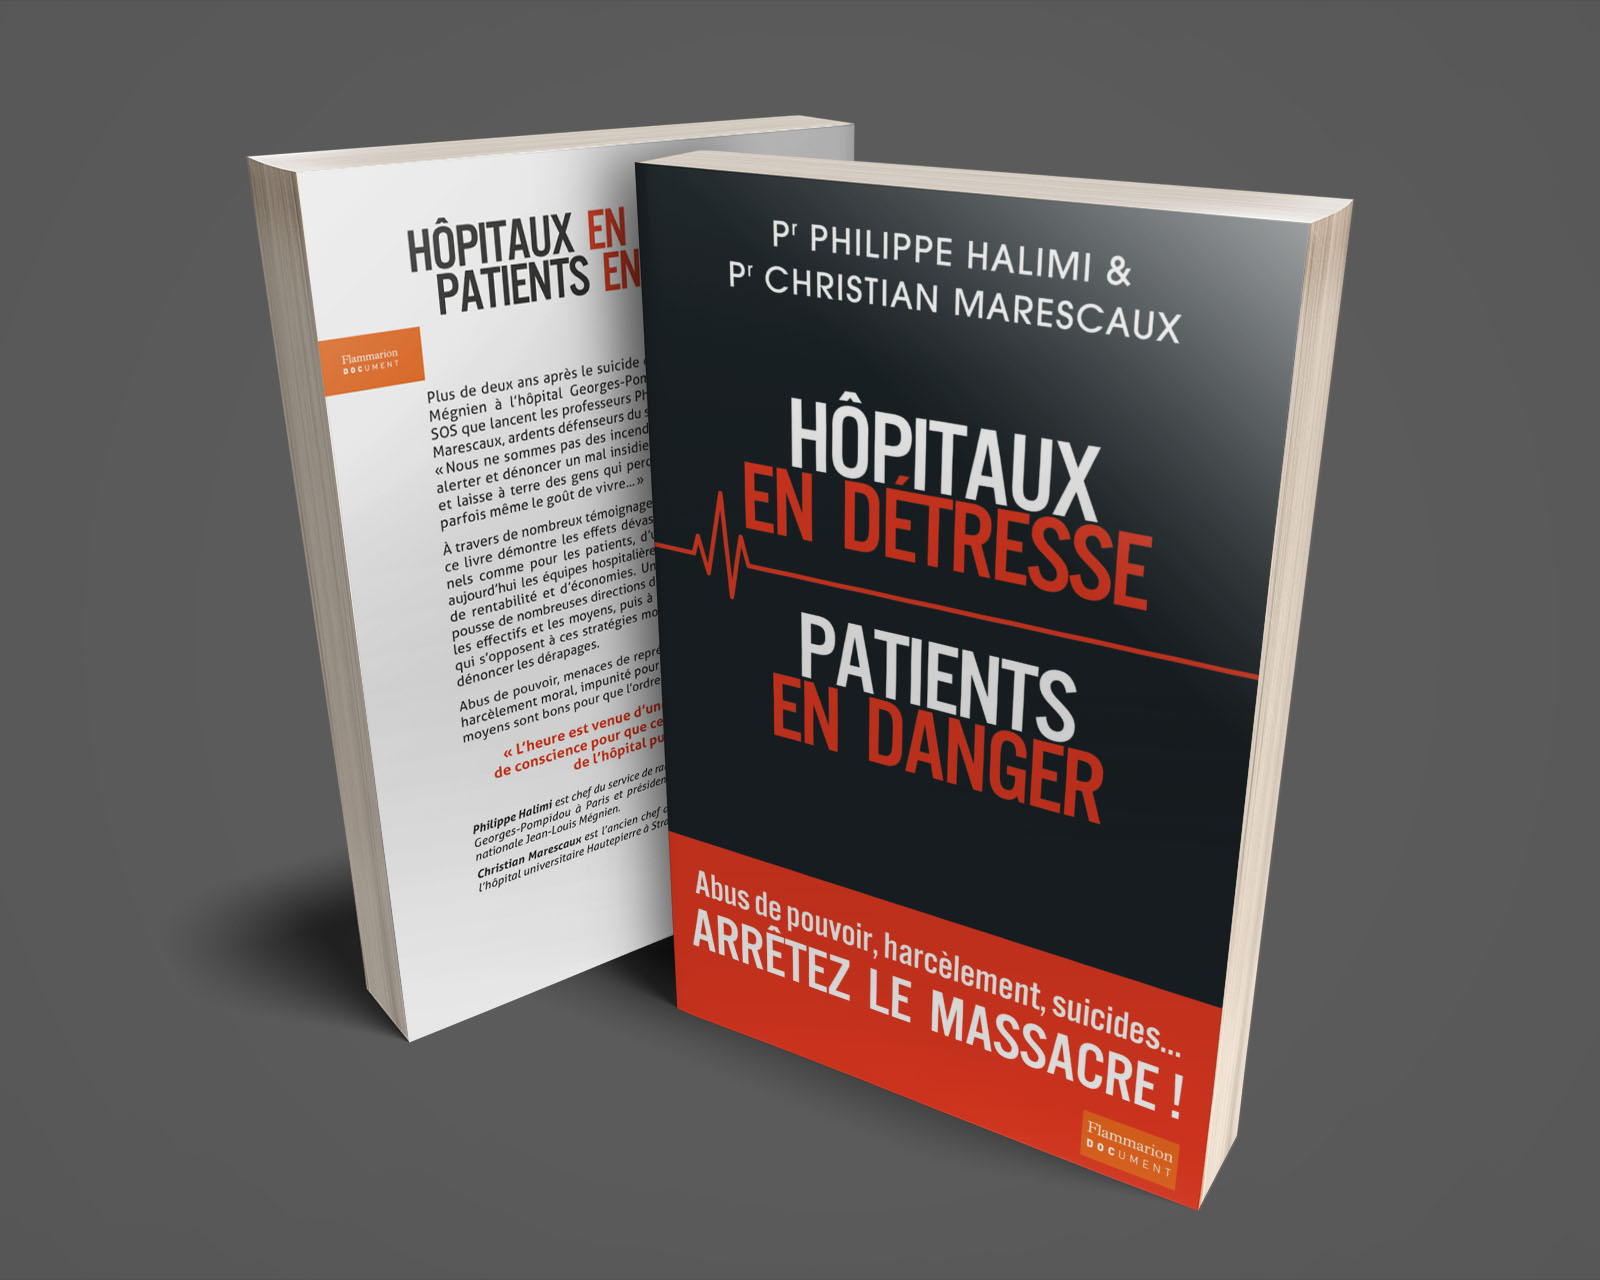 HÔPITAUX EN
PATIENTS EN
Flammarion
DOCUMENT
Plus de deux ans après le suicide
Mégnien à l'hôpital Georges-Pom
SOS que lancent les professeurs Ph
Marescaux, ardents défenseurs du s
« Nous ne sommes pas des incend
alerter et dénoncer un mal insidie
et laisse à terre des gens qui perd
parfois même le goût de vivre... »
À travers de nombreux témoignage
ce livre démontre les effets dévas
nels comme pour les patients, d'u
aujourd'hui les équipes hospitalière
de rentabilité et d'économies. Un
pousse de nombreuses directions d
les effectifs et les moyens, puis à
qui s'opposent à ces stratégies mo
dénoncer les dérapages.
Abus de pouvoir, menaces de repré
harcèlement moral, impunité pour
moyens sont bons pour que l'ordre
« L'heure est venue d'une
de conscience pour que ce
de l'hôpital pu
Philippe Halimi est chef du service de ra
Georges-Pompidou à Paris et présiden
nationale Jean-Louis Mégnien.
Christian Marescaux est l'ancien chef d
l'hôpital universitaire Hautepierre à Stra
Pr PHILIPPE HALIMI &
Pr CHRISTIAN MARESCAUX
HÔPITAUX
EN DÉTRESSE
PATIENTS
EN DANGER
Abus de pouvoir, harcèlement, suicides...
ARRÊTEZ LE MASSACRE !
Flammarion
DOCUMENT